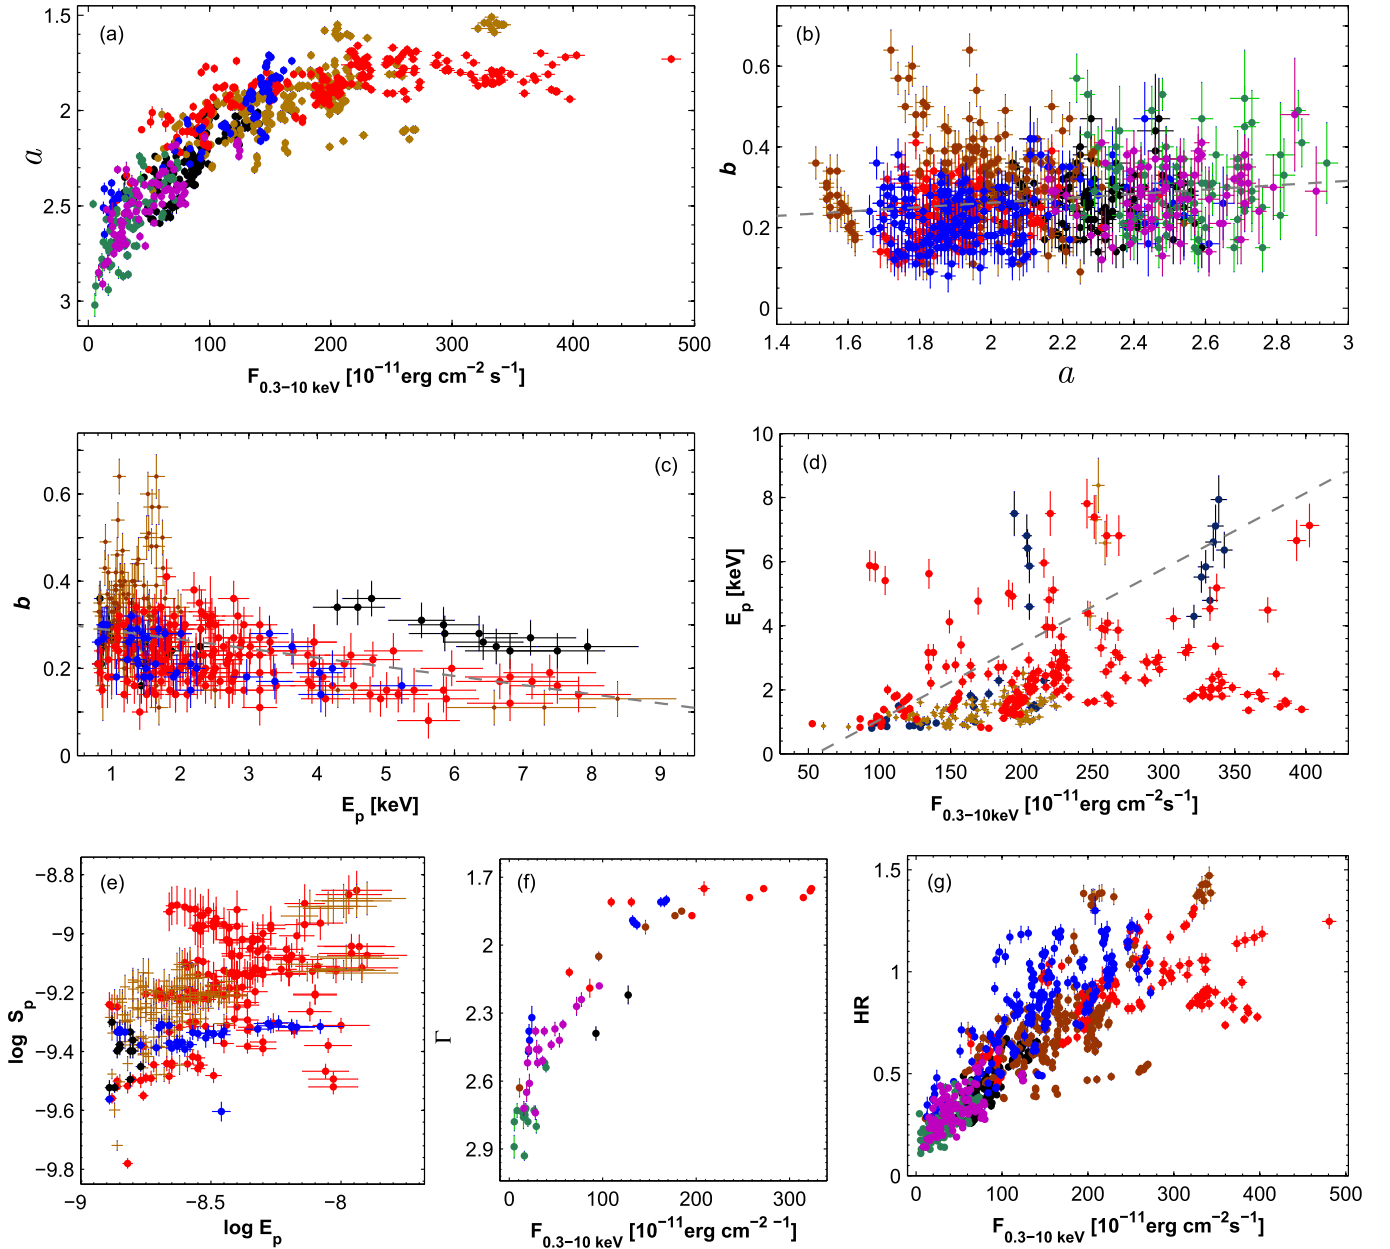 (a)
1.5
2
2.5
3
a
0 100 200 300 400 500
F0.3−10 keV [10−11erg cm−2 s−1]
(b)
0.6
0.4
0.2
0
b
1.4 1.6 1.8 2 2.2 2.4 2.6 2.8 3
a
(c)
0.6
0.4
0.2
0
b
1 2 3 4 5 6 7 8 9
Ep [keV]
(d)
10
8
6
4
2
0
Ep [keV]
50 100 150 200 250 300 350 400
F0.3−10keV [10−11erg cm−2s−1]
(e)
−8.8
−9
−9.2
−9.4
−9.6
−9.8
log Sp
−9 −8.5 −8
log Ep
(f)
1.7
2
2.3
2.6
2.9
Γ
0 100 200 300
F0.3−10 keV [10−11erg cm−2 −1]
(g)
1.5
1
0.5
0
HR
0 100 200 300 400 500
F0.3−10 keV [10−11erg cm−2s−1]